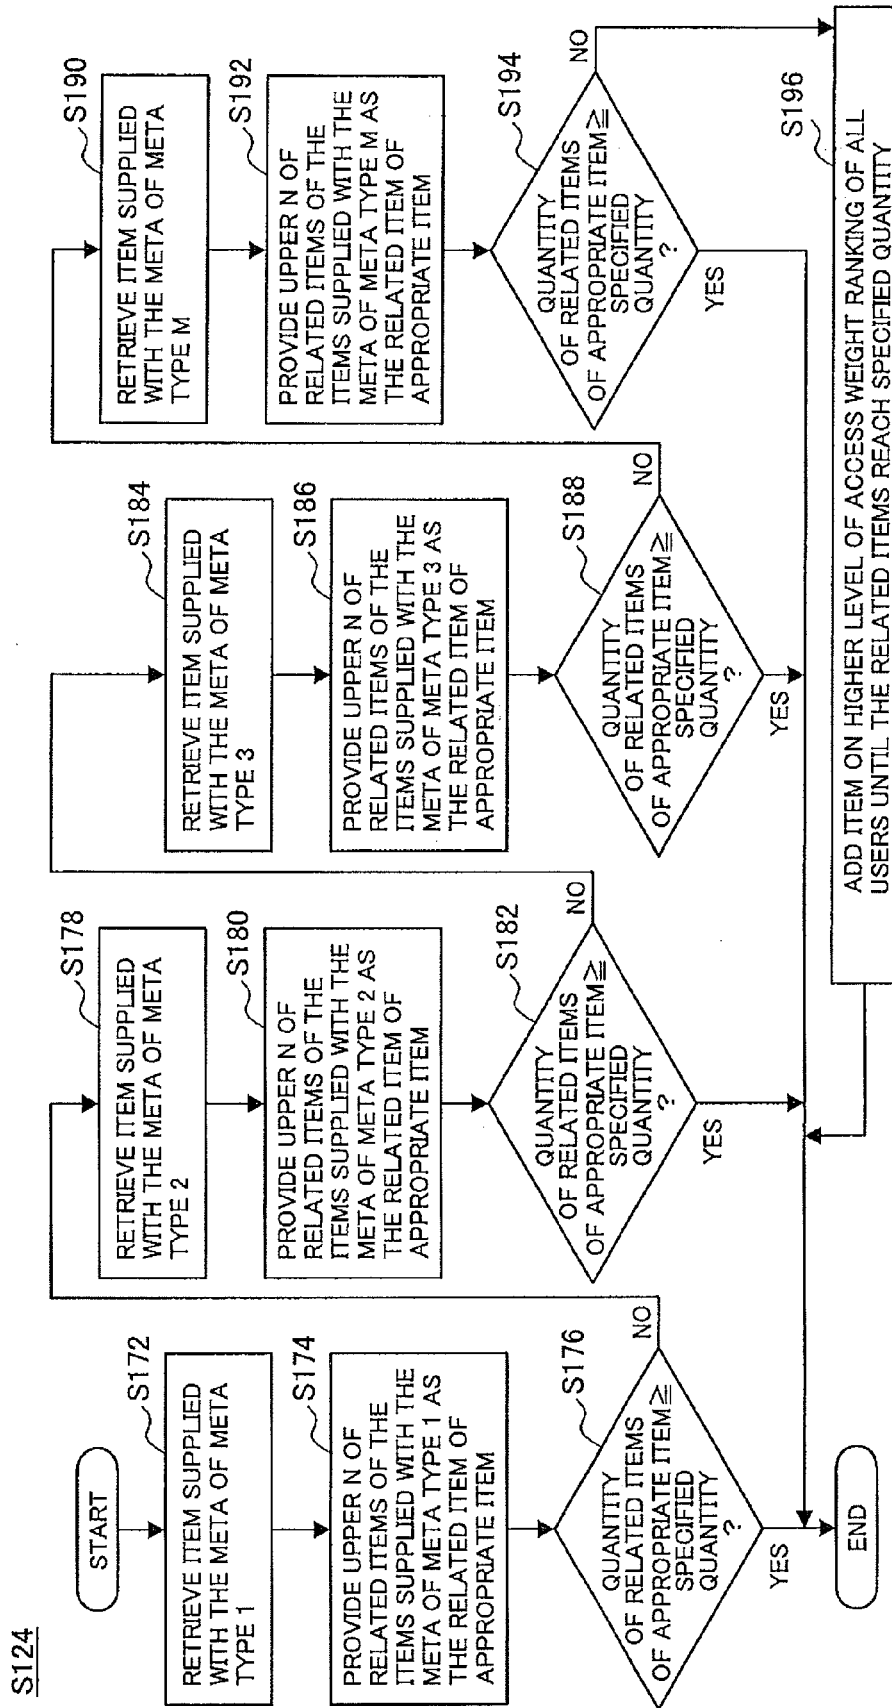 S124
START
S172
RETRIEVE ITEM SUPPLIED
WITH THE META OF META
TYPE 1
S174
PROVIDE UPPER N OF
RELATED ITEMS OF THE
ITEMS SUPPLIED WITH THE
META OF META TYPE 1 AS
THE RELATED ITEM OF
APPROPRIATE ITEM
S176
QUANTITY
OF RELATED ITEMS
OF APPROPRIATE ITEM≧
SPECIFIED
QUANTITY
?
NO
YES
END
S178
RETRIEVE ITEM SUPPLIED
WITH THE META OF META
TYPE 2
S180
PROVIDE UPPER N OF
RELATED ITEMS OF THE
ITEMS SUPPLIED WITH THE
META OF META TYPE 2 AS
THE RELATED ITEM OF
APPROPRIATE ITEM
S182
QUANTITY
OF RELATED ITEMS
OF APPROPRIATE ITEM≧
SPECIFIED
QUANTITY
?
NO
YES
S184
RETRIEVE ITEM SUPPLIED
WITH THE META OF META
TYPE 3
S186
PROVIDE UPPER N OF
RELATED ITEMS OF THE
ITEMS SUPPLIED WITH THE
META OF META TYPE 3 AS
THE RELATED ITEM OF
APPROPRIATE ITEM
S188
QUANTITY
OF RELATED ITEMS
OF APPROPRIATE ITEM≧
SPECIFIED
QUANTITY
?
NO
YES
S190
RETRIEVE ITEM SUPPLIED
WITH THE META OF META
TYPE M
S192
PROVIDE UPPER N OF
RELATED ITEMS OF THE
ITEMS SUPPLIED WITH THE
META OF META TYPE M AS
THE RELATED ITEM OF
APPROPRIATE ITEM
S194
QUANTITY
OF RELATED ITEMS
OF APPROPRIATE ITEM≧
SPECIFIED
QUANTITY
?
NO
YES
S196
ADD ITEM ON HIGHER LEVEL OF ACCESS WEIGHT RANKING OF ALL
USERS UNTIL THE RELATED ITEMS REACH SPECIFIED QUANTITY